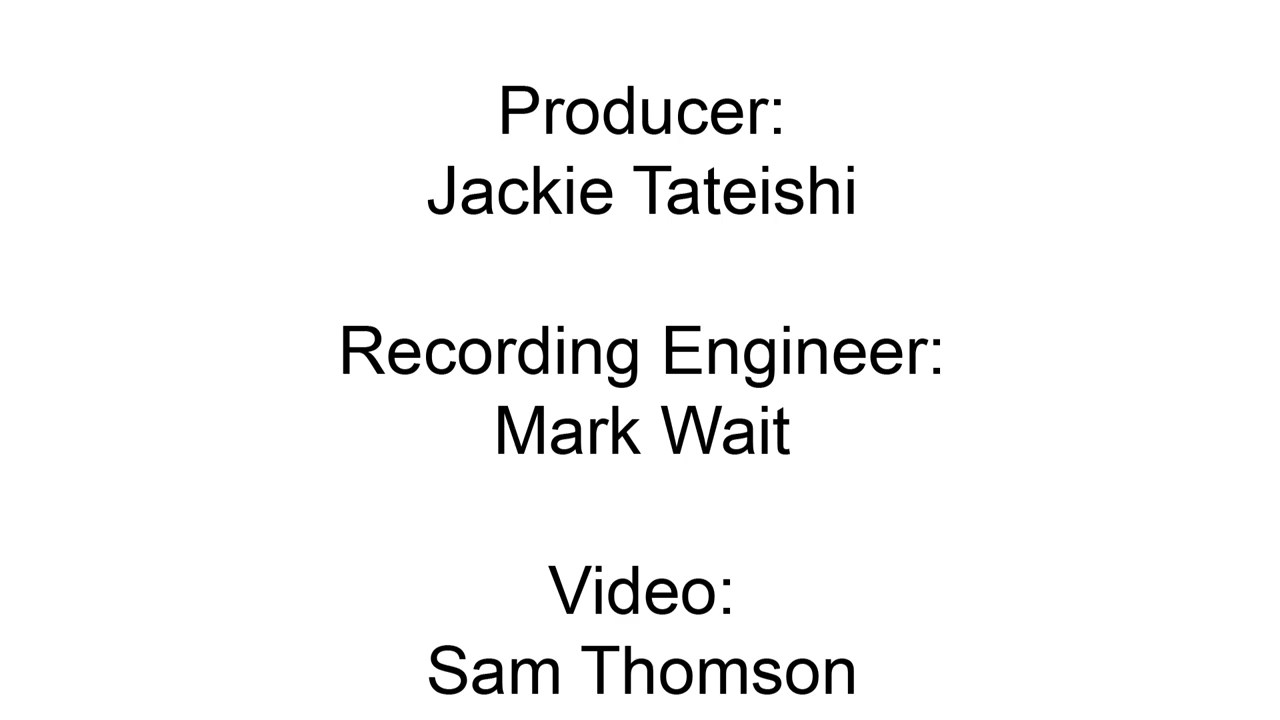 Producer:
Jackie Tateishi
Recording Engineer:
Mark Wait
Video:
Sam Thomson